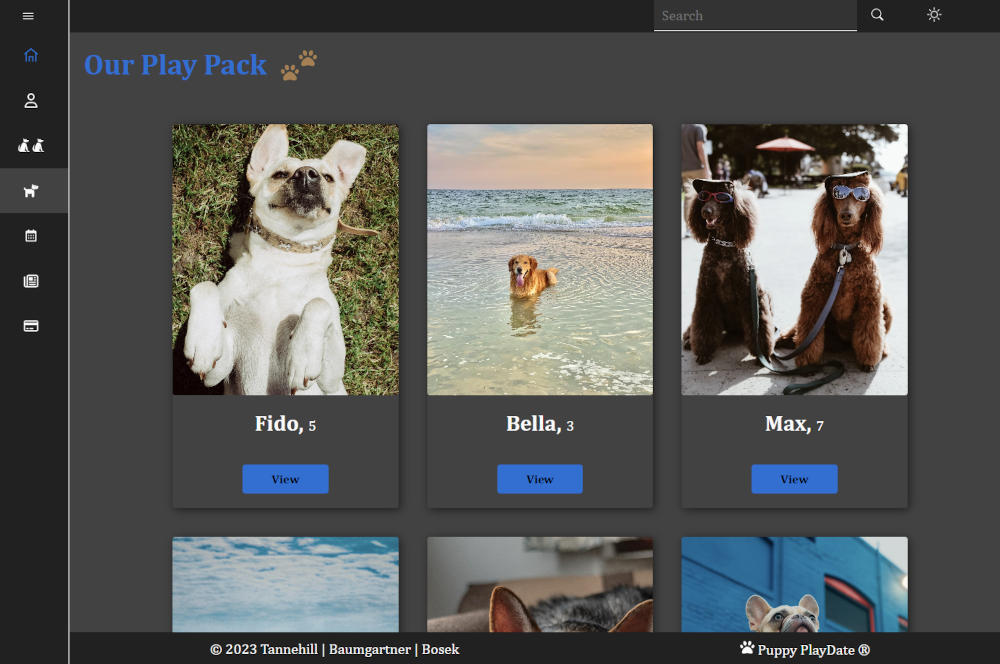 Search
Our Play Pack
Fido, 5
Bella, 3
Max, 7
View
View
View
© 2023 Tannehill | Baumgartner | Bosek
Puppy PlayDate ®